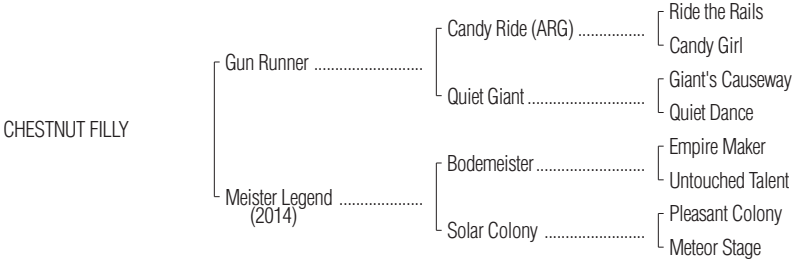 Ride the Rails
Candy Ride (ARG) ................
Candy Girl
Gun Runner ..........................
Giant's Causeway
Quiet Giant............................
Quiet Dance
CHESTNUT FILLY
Empire Maker
Bodemeister..........................
Untouched Talent
Meister Legend ....................
(2014)
Pleasant Colony
Solar Colony ........................
Meteor Stage